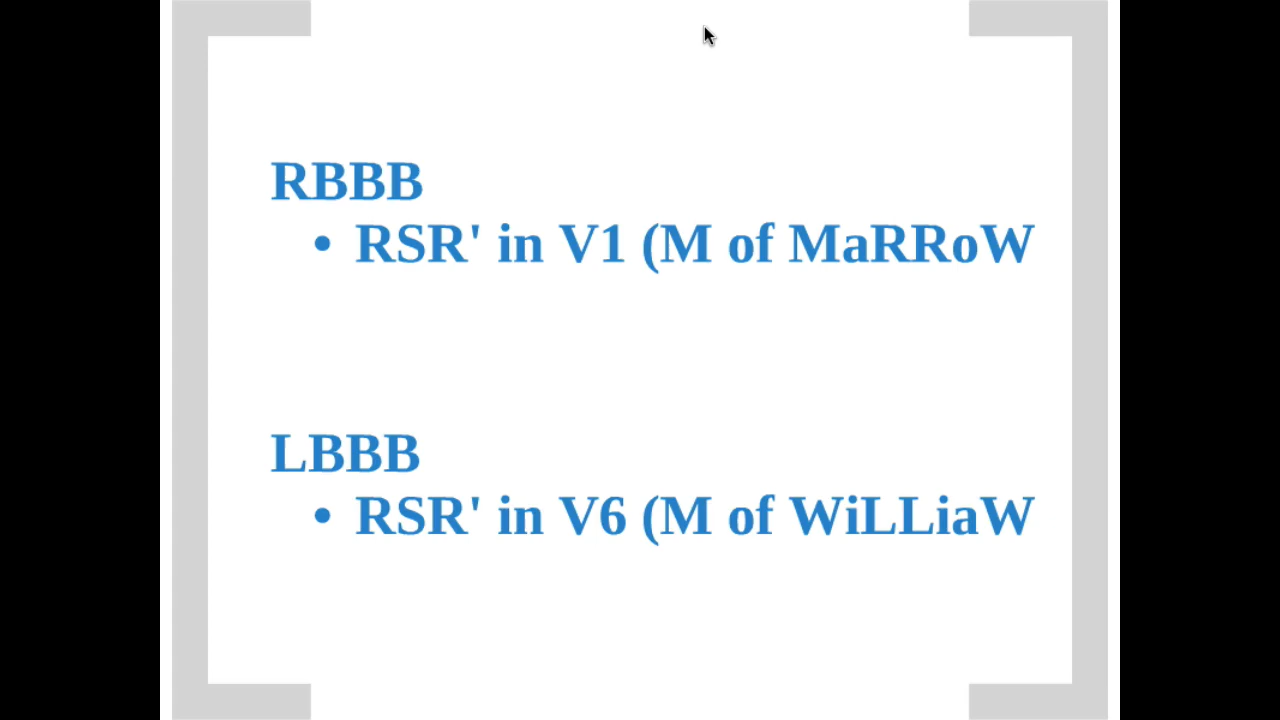 RBBB
• RSR' in V1 (M of MaRRoW
LBBB
• RSR' in V6 (M of WiLLiaW